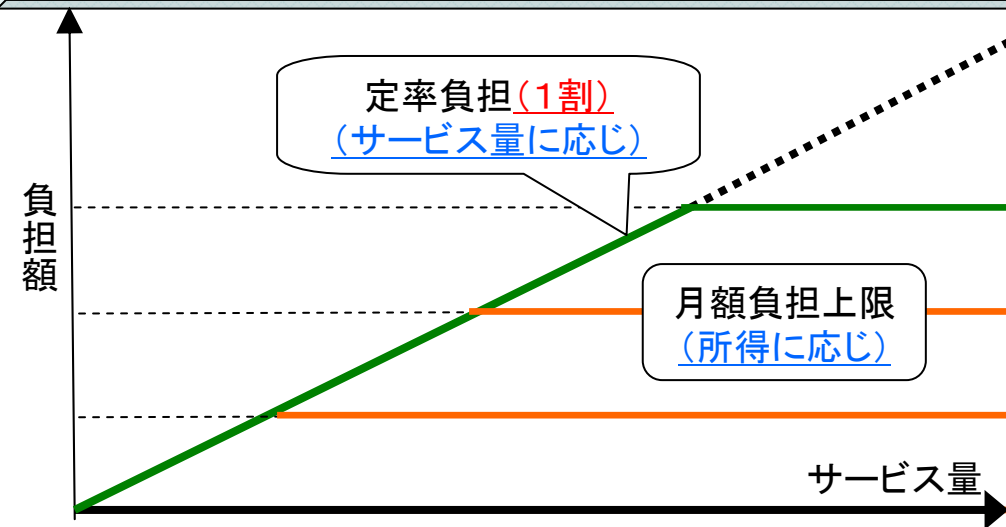 定率負担(1割)
(サービス量に応じ)
負担額
月額負担上限
(所得に応じ)
サービス量